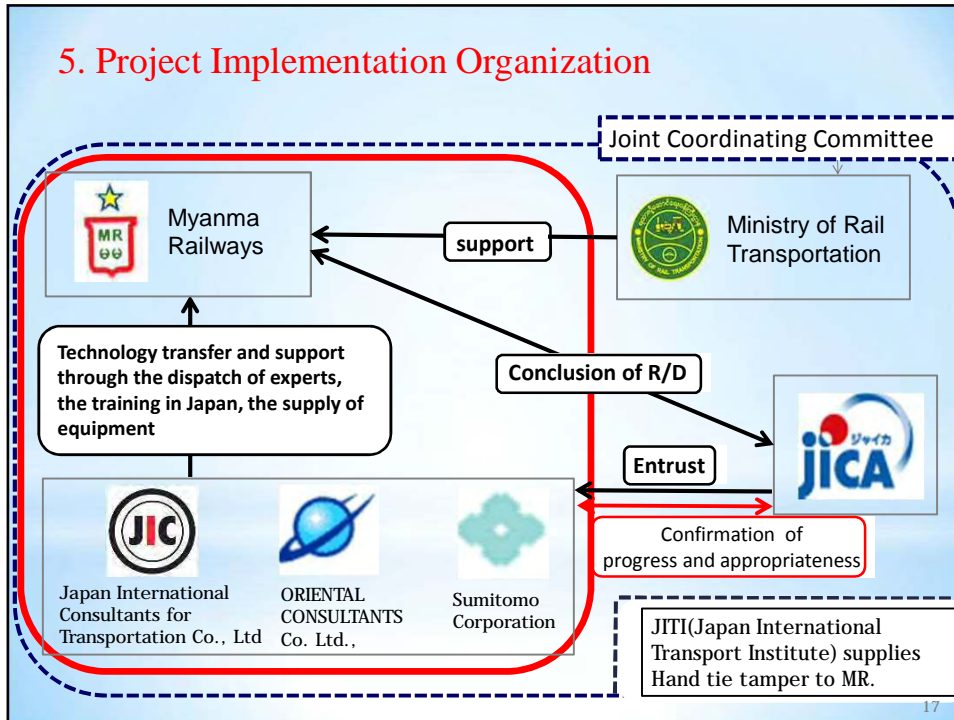 5. Project Implementation Organization
Joint Coordinating Committee
MR
Myanma
Railways
support
Ministry of Rail
Transportation
Technology transfer and support
through the dispatch of experts,
the training in Japan, the supply of
equipment
Conclusion of R/D
ジャイカ
JICA
Entrust
Confirmation of
progress and appropriateness
JIC
Japan International
Consultants for
Transportation Co., Ltd
ORIENTAL
CONSULTANTS
Co. Ltd.,
Sumitomo
Corporation
JITI(Japan International
Transport Institute) supplies
Hand tie tamper to MR.
17